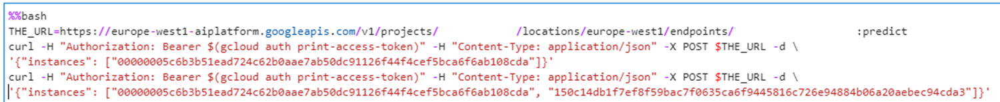 %%bash
THE_URL=https://europe-west1-aiplatform.googleapis.com/v1/projects/ /locations/europe-west1/endpoints/ :predict
curl -H "Authorization: Bearer $(gcloud auth print-access-token)" -H "Content-Type: application/json" -X POST $THE_URL -d \
'{"instances": ["00000005c6b3b51ead724c62b0aae7ab50dc91126f44f4cef5bca6f6ab108cda"]}'
curl -H "Authorization: Bearer $(gcloud auth print-access-token)" -H "Content-Type: application/json" -X POST $THE_URL -d \
'{"instances": ["00000005c6b3b51ead724c62b0aae7ab50dc91126f44f4cef5bca6f6ab108cda", "150c14db1f7ef8f59bac7f0635ca6f9445816c726e94884b06a20aebec94cda3"]}'